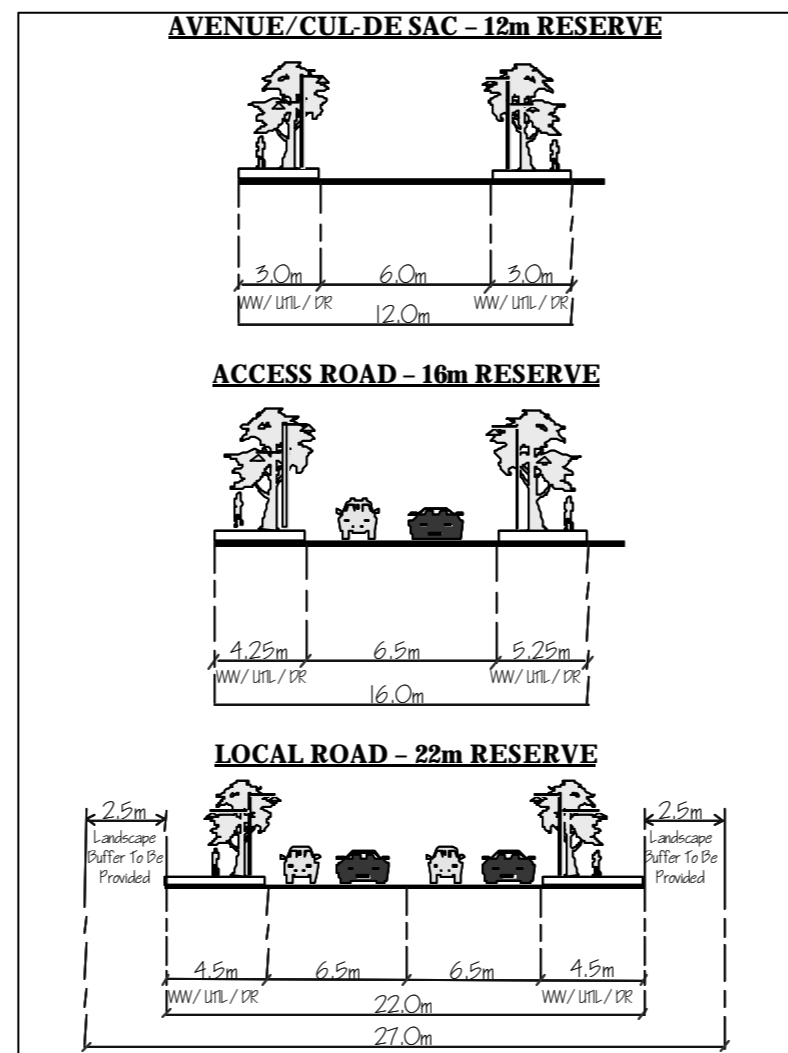 AVENUE/CUL-DE SAC – 12m RESERVE
3.0m 6.0m 3.0m
WW/ UTIL / DR WW/ UTIL / DR
12.0m
ACCESS ROAD – 16m RESERVE
4.25m 6.5m 5.25m
WW/ UTIL / DR WW/ UTIL / DR
16.0m
LOCAL ROAD – 22m RESERVE
2.5m 2.5m
Landscape Landscape
Buffer To Be Buffer To Be
Provided Provided
4.5m 6.5m 6.5m 4.5m
WW/ UTIL / DR WW/ UTIL / DR
22.0m
27.0m